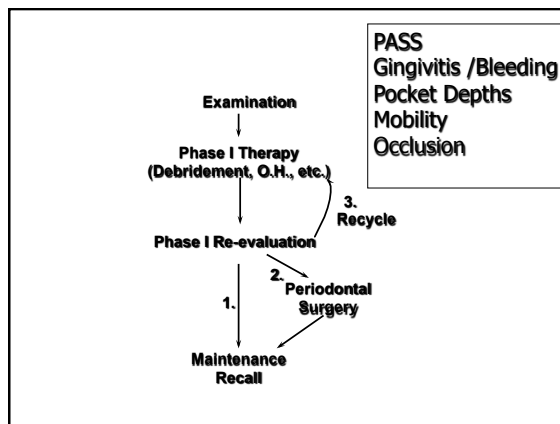 PASS
Gingivitis /Bleeding
Pocket Depths
Mobility
Occlusion
Examination
Phase I Therapy
(Debridement, O.H., etc.)
3.
Recycle
Phase I Re-evaluation
2.
Periodontal
Surgery
1.
Maintenance
Recall